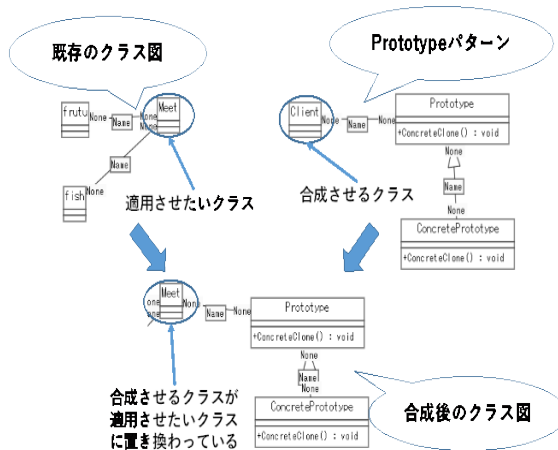 既存のクラス図
Prototypeパターン
frutu
None
Name
None
None
Meet
Name
None
fish
適用させたいクラス
Client
None
Name
None
Prototype
+ConcreteClone() : void
None
Name
None
ConcretePrototype
+ConcreteClone() : void
合成させるクラス
Meet
one
one
None
Name
None
Prototype
+ConcreteClone() : void
None
Name
None
ConcretePrototype
+ConcreteClone() : void
合成させるクラスが
適用させたいクラス
に置き換わっている
合成後のクラス図